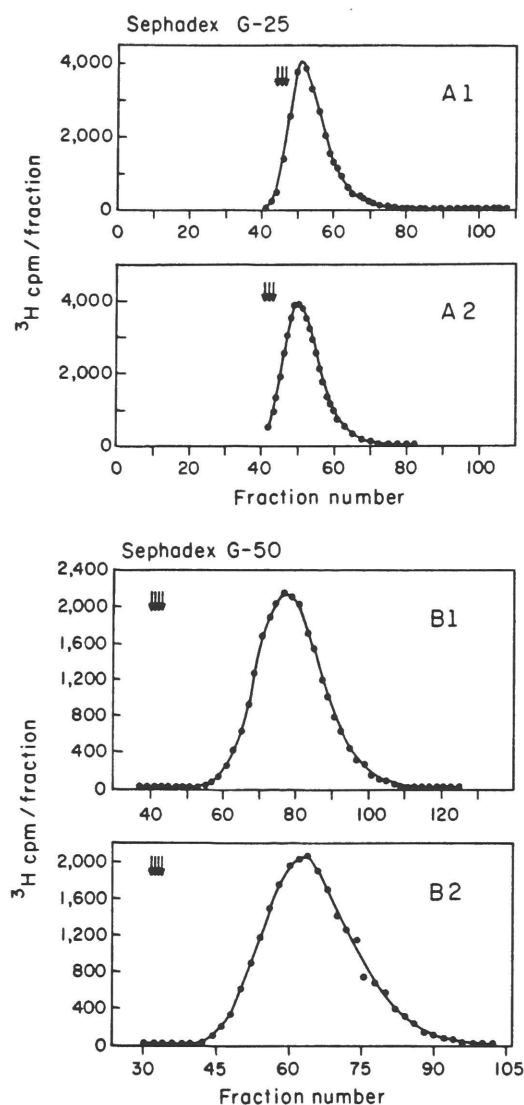 Sephadex G-25
4,000
2,000
0
A1
0 20 40 60 80 100
4,000
2,000
0
A2
0 20 40 60 80 100
³H cpm/fraction
Fraction number
Sephadex G-50
2,400
2,000
1,600
1,200
800
400
0
B1
40 60 80 100 120
2,000
1,600
1,200
800
400
0
B2
30 45 60 75 90 105
³H cpm/fraction
Fraction number